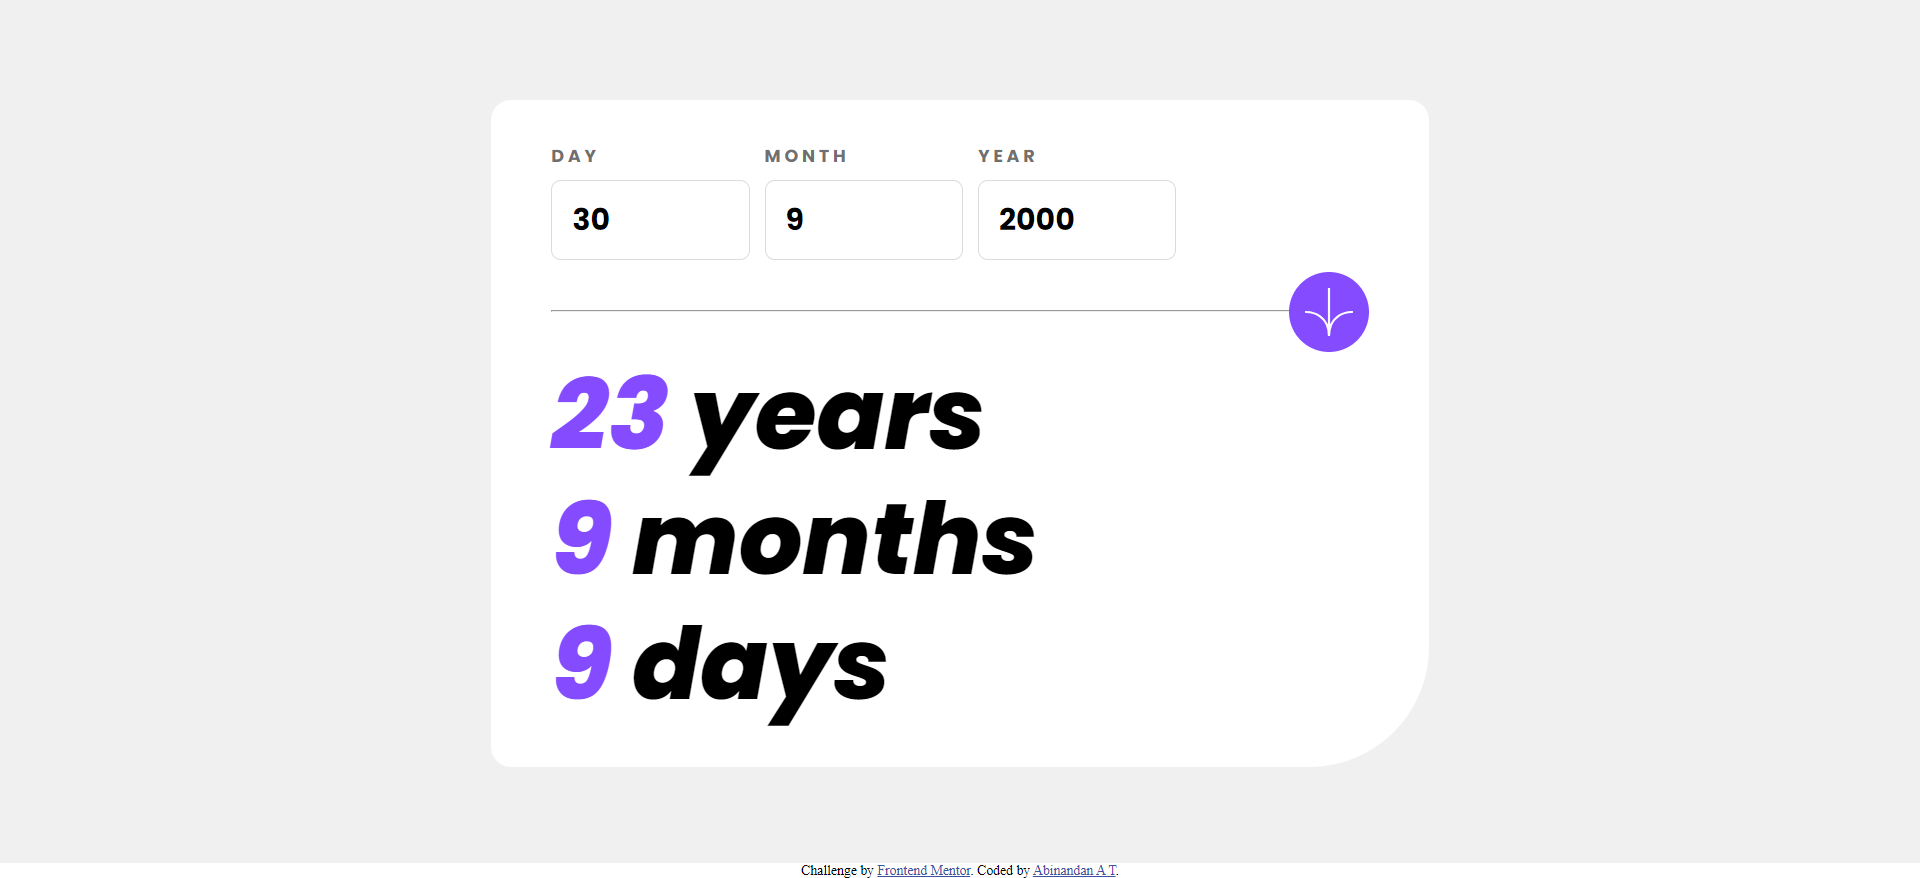 DAY MONTH YEAR
30 9 2000
23 years
9 months
9 days
Challenge by Frontend Mentor. Coded by Abinandan A T.